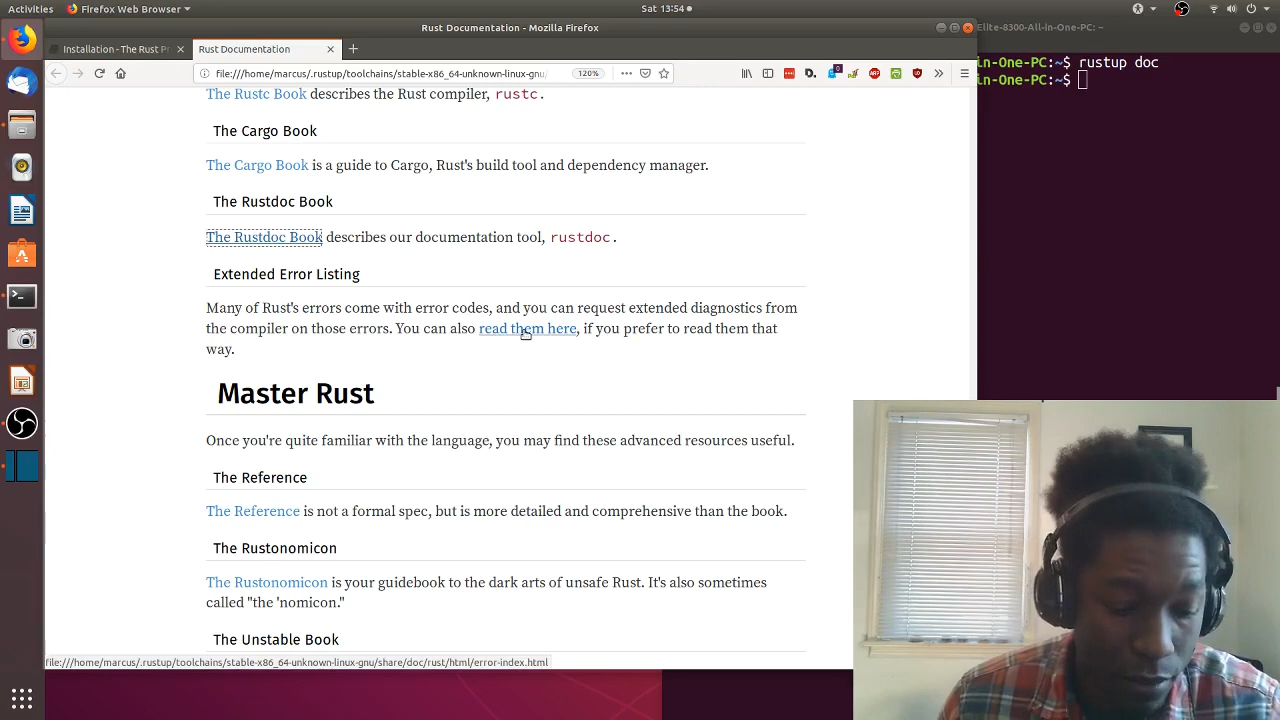 Activities
Firefox Web Browser
Sat 13:54
Rust Documentation - Mozilla Firefox
Elite-8300-All-in-One-PC: ~
Installation - The Rust Pr
Rust Documentation
file:///home/marcus/.rustup/toolchains/stable-x86_64-unknown-linux-gnu/
120%
in-One-PC:~$ rustup doc
in-One-PC:~$
The Rustc Book describes the Rust compiler, rustc.
The Cargo Book
The Cargo Book is a guide to Cargo, Rust's build tool and dependency manager.
The Rustdoc Book
The Rustdoc Book describes our documentation tool, rustdoc.
Extended Error Listing
Many of Rust's errors come with error codes, and you can request extended diagnostics from
the compiler on those errors. You can also read them here, if you prefer to read them that
way.
Master Rust
Once you're quite familiar with the language, you may find these advanced resources useful.
The Reference
The Reference is not a formal spec, but is more detailed and comprehensive than the book.
The Rustonomicon
The Rustonomicon is your guidebook to the dark arts of unsafe Rust. It's also sometimes
called "the 'nomicon."
The Unstable Book
file:///home/marcus/.rustup/toolchains/stable-x86_64-unknown-linux-gnu/share/doc/rust/html/error-index.html